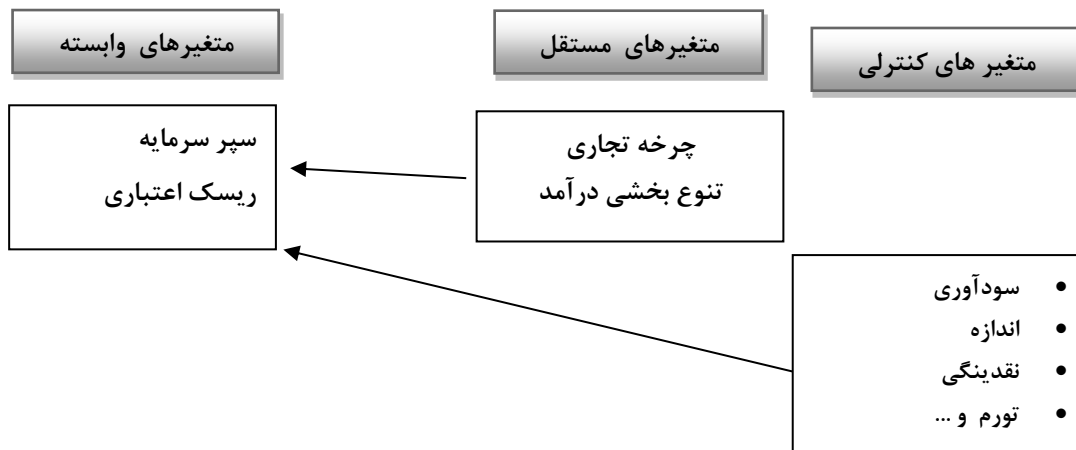 متغیر های کنترلی
متغیرهای مستقل
متغیرهای وابسته
چرخه تجاری
تنوع بخشی درآمد
سپر سرمایه
ریسک اعتباری
• سودآوری
• اندازه
• نقدینگی
• تورم و ...